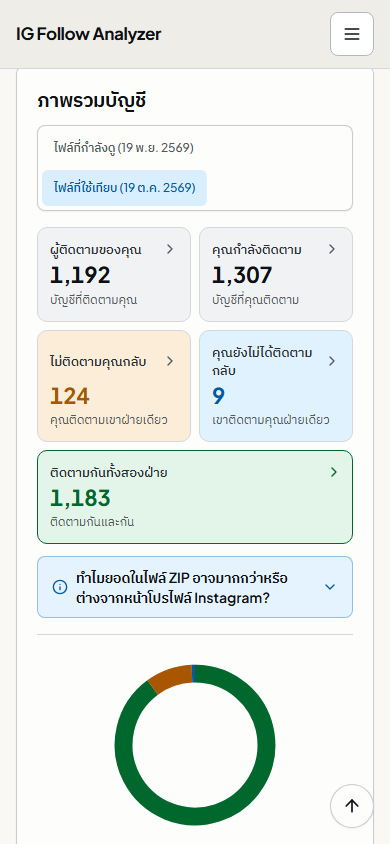 IG Follow Analyzer
ภาพรวมบัญชี
ไฟล์ที่กำลังดู (19 พ.ย. 2569)
ไฟล์ที่ใช้เทียบ (19 ต.ค. 2569)
ผู้ติดตามของคุณ
1,192
บัญชีที่ติดตามคุณ
คุณกำลังติดตาม
1,307
บัญชีที่คุณติดตาม
ไม่ติดตามคุณกลับ
124
คุณติดตามเขาฝ่ายเดียว
คุณยังไม่ได้ติดตาม
กลับ
9
เขาติดตามคุณฝ่ายเดียว
ติดตามกันทั้งสองฝ่าย
1,183
ติดตามกันและกัน
ทำไมยอดในไฟล์ ZIP อาจมากกว่าหรือ
ต่างจากหน้าโปรไฟล์ Instagram?